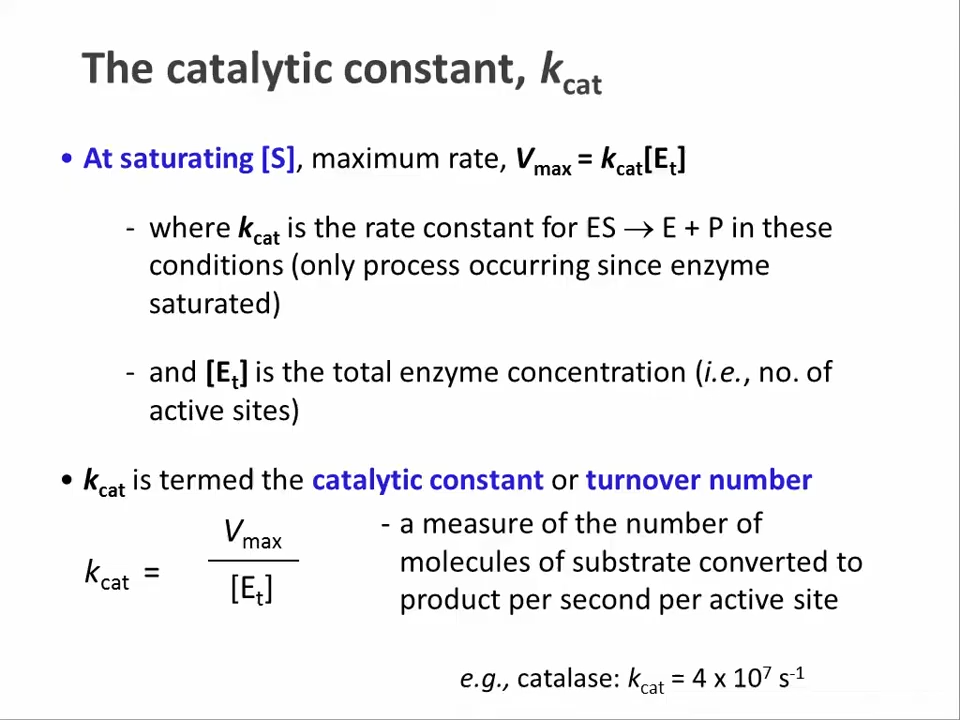 The catalytic constant, kcat
• At saturating [S], maximum rate, Vmax = kcat[Et]
- where kcat is the rate constant for ES → E + P in these
conditions (only process occurring since enzyme
saturated)
- and [Et] is the total enzyme concentration (i.e., no. of
active sites)
• kcat is termed the catalytic constant or turnover number
kcat =
Vmax
[Et]
- a measure of the number of
molecules of substrate converted to
product per second per active site
e.g., catalase: kcat = 4 x 10⁷ s⁻¹